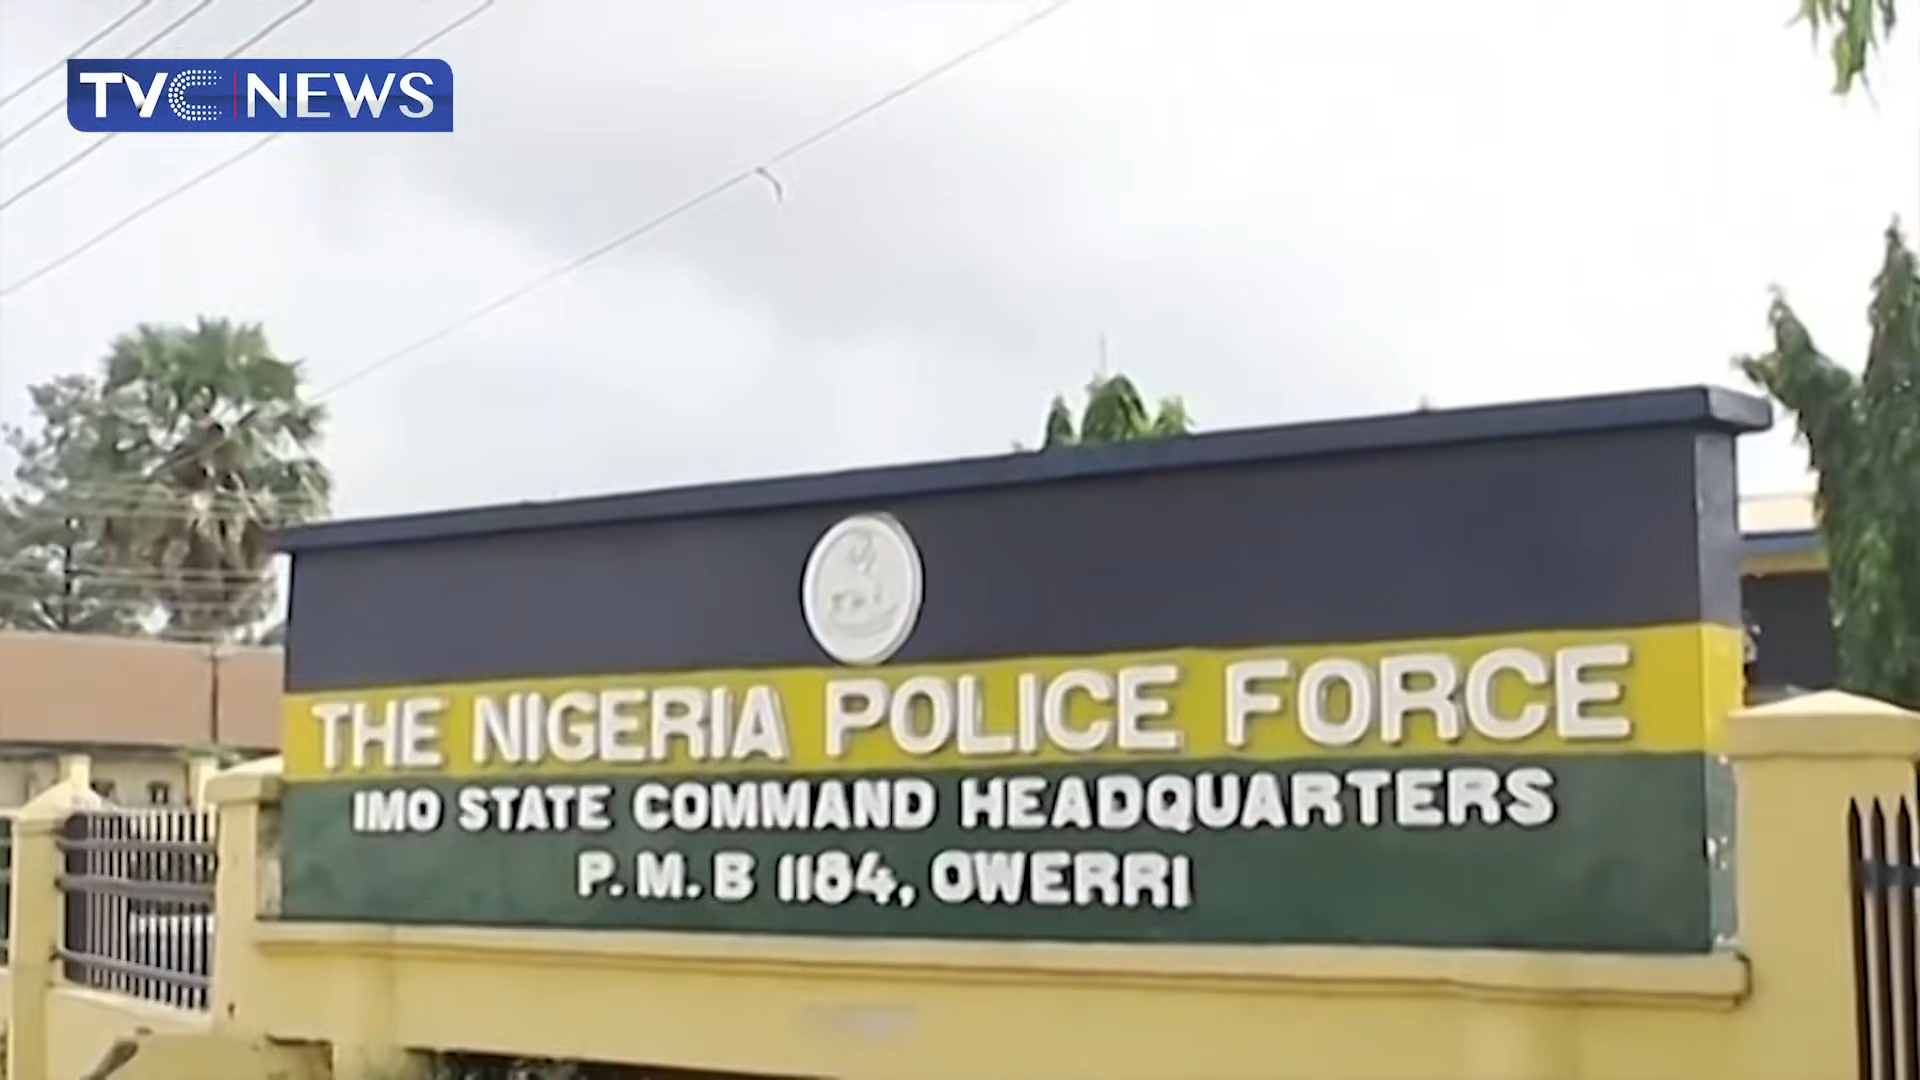 TVC NEWS
THE NIGERIA POLICE FORCE
IMO STATE COMMAND HEADQUARTERS
P.M.B 1184, OWERRI